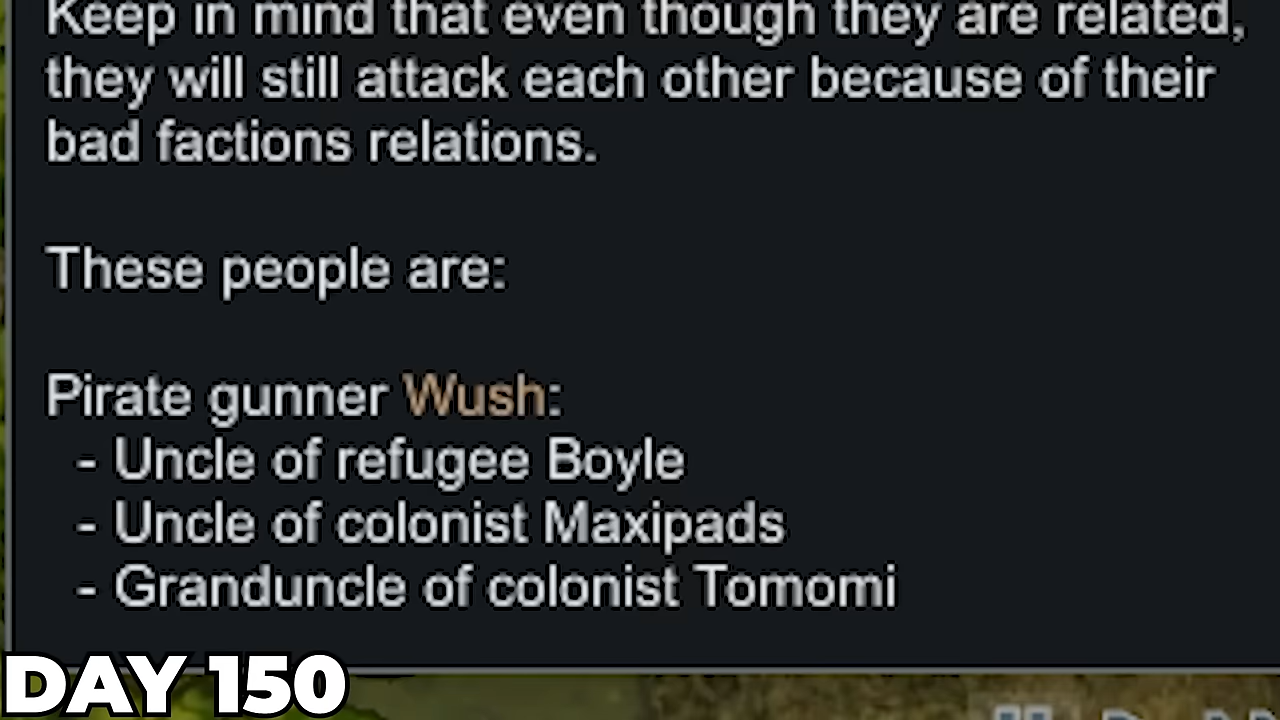 Keep in mind that even though they are related,
they will still attack each other because of their
bad factions relations.
These people are:
Pirate gunner Wush:
- Uncle of refugee Boyle
- Uncle of colonist Maxipads
- Granduncle of colonist Tomomi
DAY 150